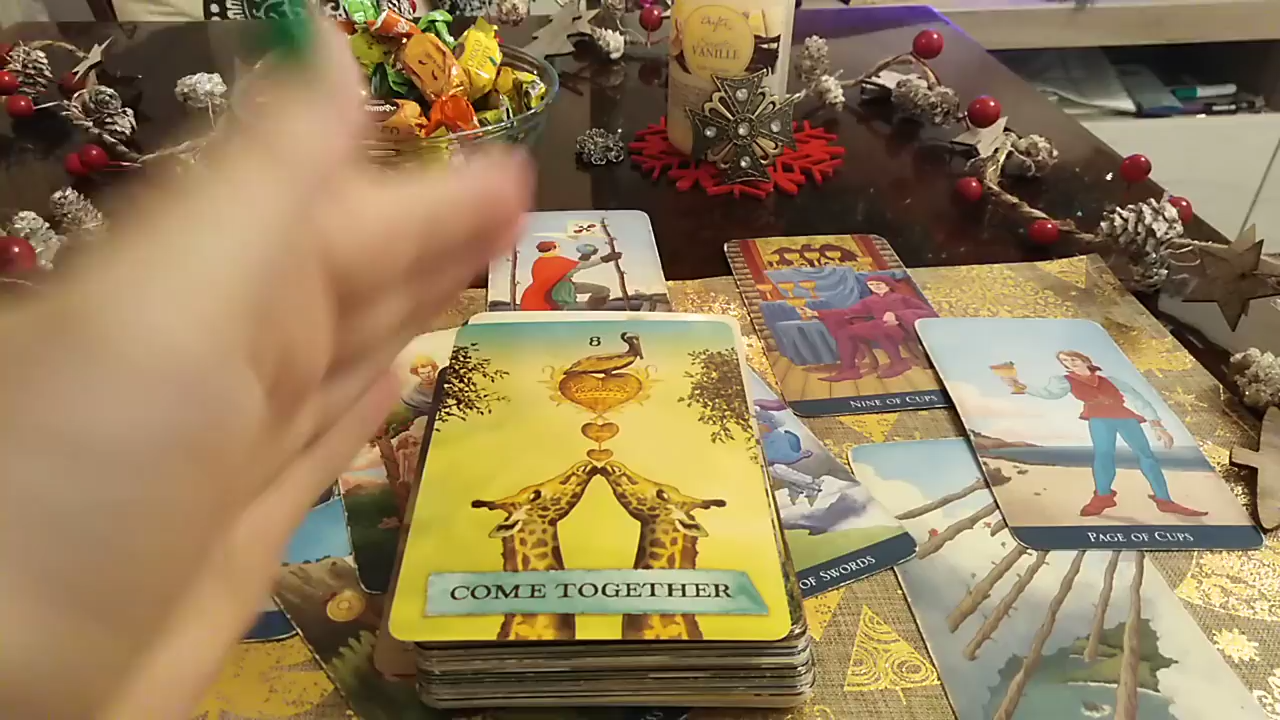 VANILLE
8
COME TOGETHER
NINE OF CUPS
PAGE OF CUPS
OF SWORDS